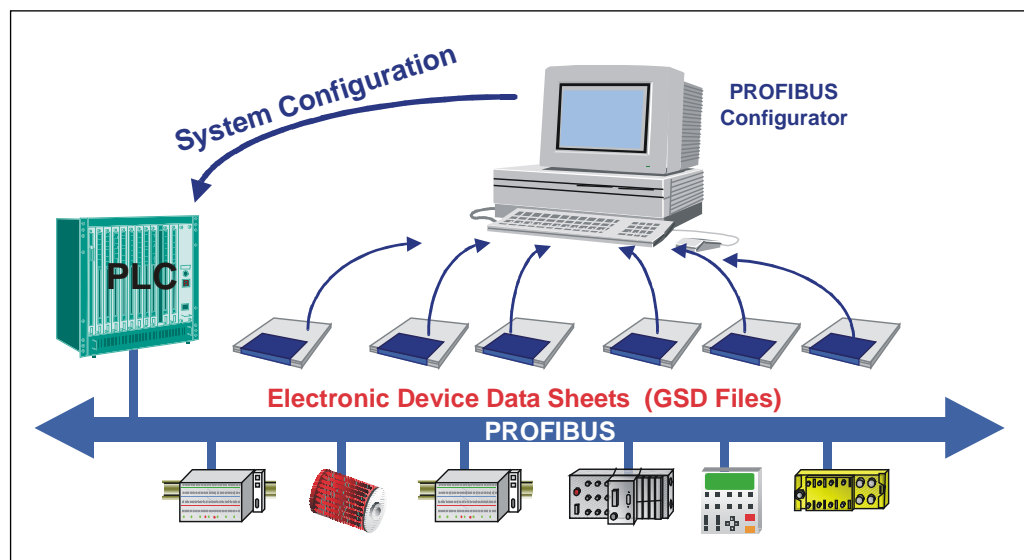 System Configuration
PROFIBUS
Configurator
PLC
Electronic Device Data Sheets (GSD Files)
PROFIBUS